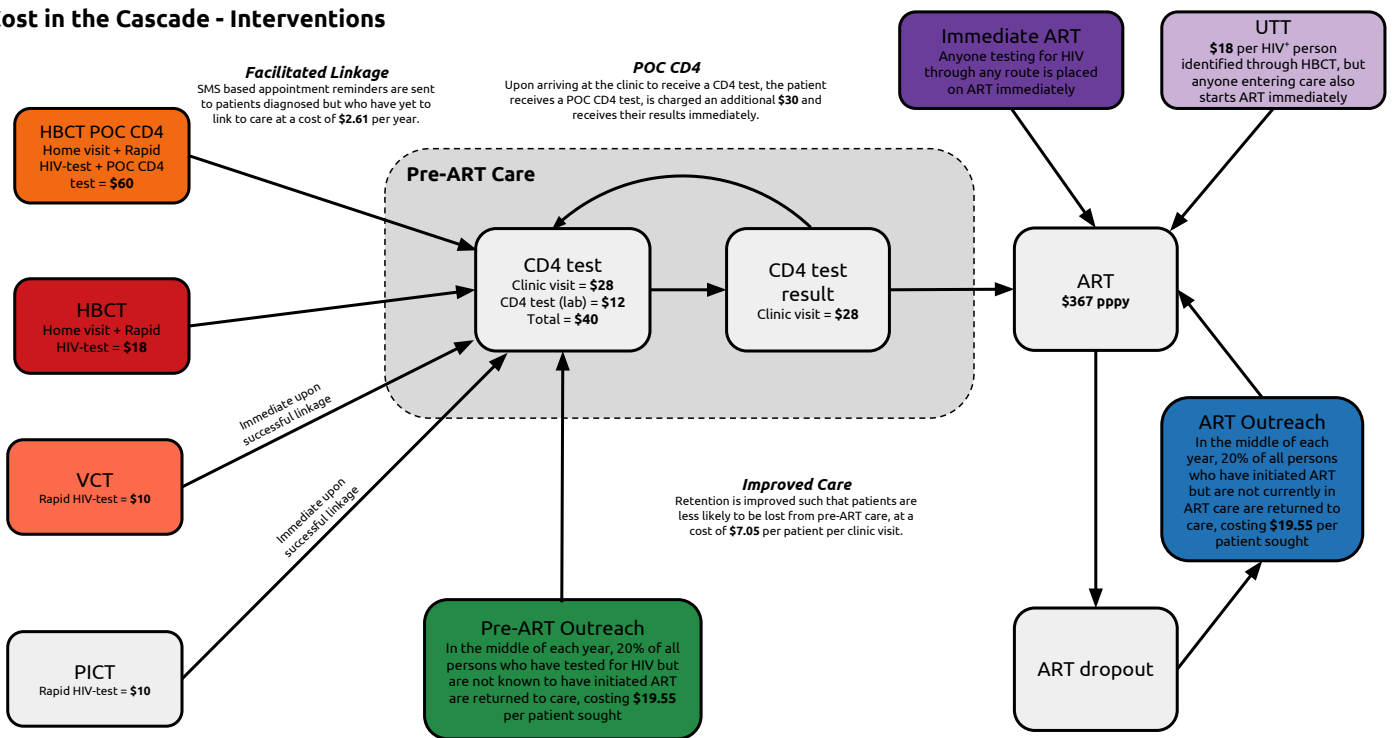 ost in the Cascade - Interventions
Facilitated Linkage
SMS based appointment reminders are sent
to patients diagnosed but who have yet to
link to care at a cost of $2.61 per year.
POC CD4
Upon arriving at the clinic to receive a CD4 test, the patient
receives a POC CD4 test, is charged an additional $30 and
receives their results immediately.
Immediate ART
Anyone testing for HIV
through any route is placed
on ART immediately
UTT
$18 per HIV⁺ person
identified through HBCT, but
anyone entering care also
starts ART immediately
HBCT POC CD4
Home visit + Rapid
HIV-test + POC CD4
test = $60
Pre-ART Care
CD4 test
Clinic visit = $28
CD4 test (lab) = $12
Total = $40
CD4 test
result
Clinic visit = $28
ART
$367 pppy
HBCT
Home visit + Rapid
HIV-test = $18
Immediate upon
successful linkage
VCT
Rapid HIV-test = $10
Immediate upon
successful linkage
Improved Care
Retention is improved such that patients are
less likely to be lost from pre-ART care, at a
cost of $7.05 per patient per clinic visit.
ART Outreach
In the middle of each
year, 20% of all persons
who have initiated ART
but are not currently in
ART care are returned to
care, costing $19.55 per
patient sought
PICT
Rapid HIV-test = $10
Pre-ART Outreach
In the middle of each year, 20% of all
persons who have tested for HIV but
are not known to have initiated ART
are returned to care, costing $19.55
per patient sought
ART dropout